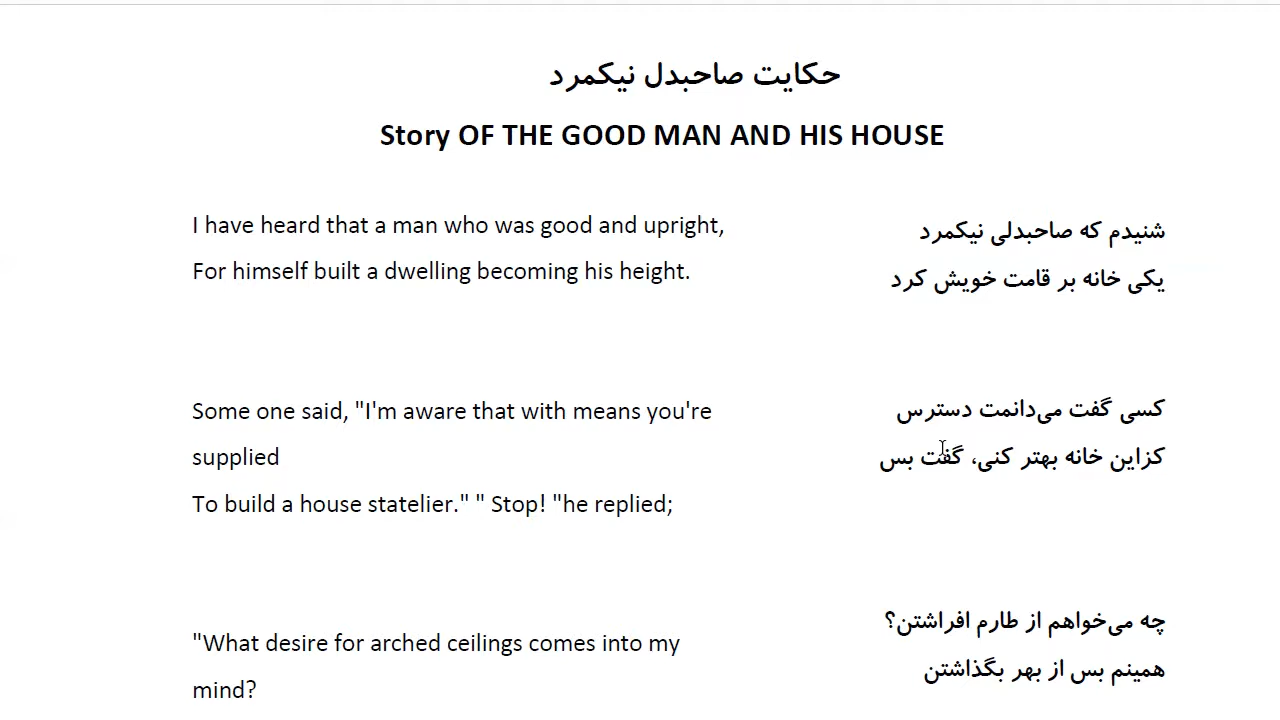 حکایت صاحبدل نیکمرد
Story OF THE GOOD MAN AND HIS HOUSE
I have heard that a man who was good and upright,
For himself built a dwelling becoming his height.
شنیدم که صاحبدلی نیکمرد
یکی خانه بر قامت خویش کرد
Some one said, "I'm aware that with means you're
supplied
To build a house statelier." " Stop! "he replied;
کسی گفت می‌دانمت دسترس
کزاین خانه بهتر کنی، گفت بس
"What desire for arched ceilings comes into my
mind?
چه می‌خواهم از طارم افراشتن؟
همینم بس از بهر بگذاشتن